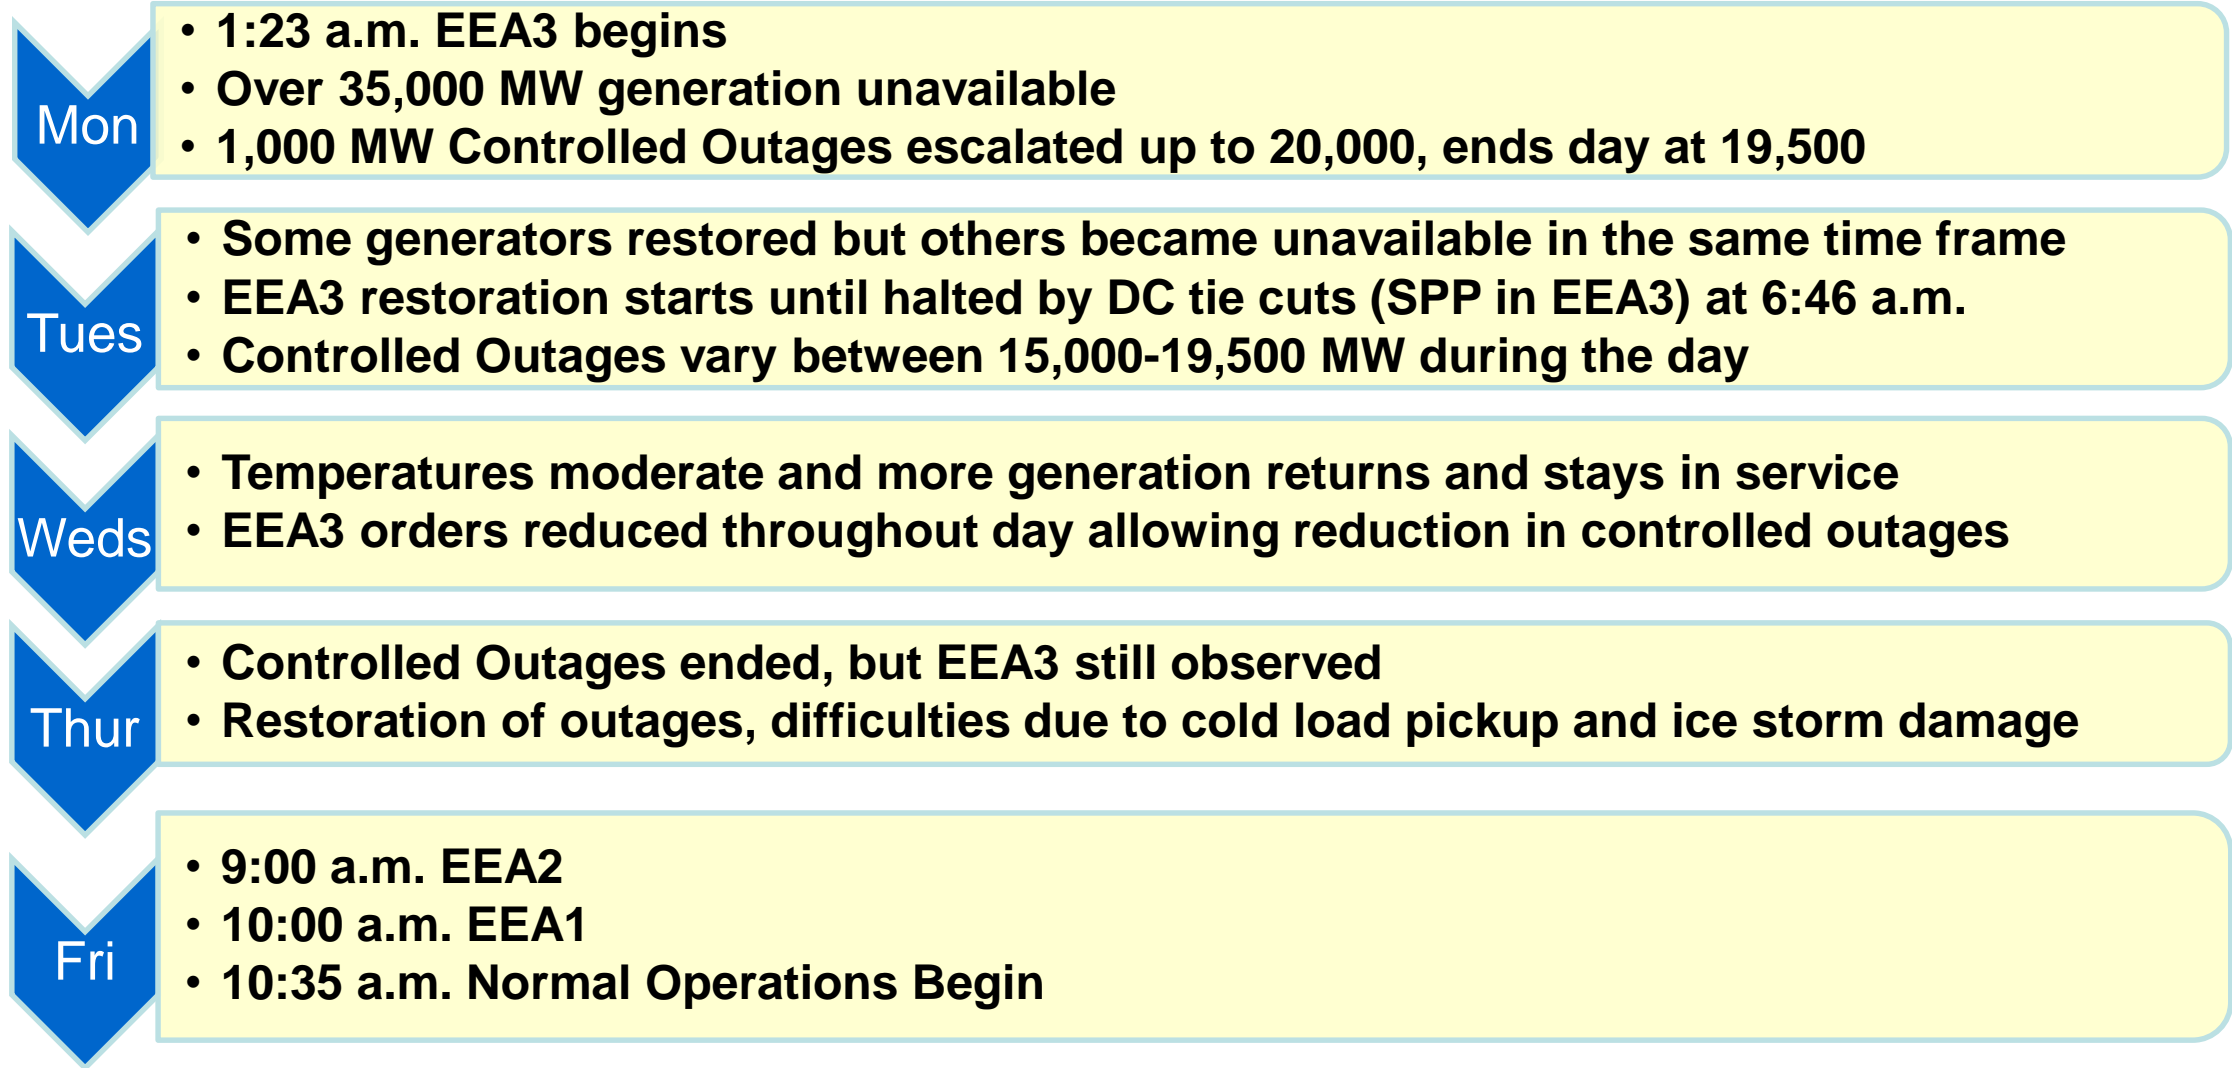 Mon
• 1:23 a.m. EEA3 begins
• Over 35,000 MW generation unavailable
• 1,000 MW Controlled Outages escalated up to 20,000, ends day at 19,500
Tues
• Some generators restored but others became unavailable in the same time frame
• EEA3 restoration starts until halted by DC tie cuts (SPP in EEA3) at 6:46 a.m.
• Controlled Outages vary between 15,000-19,500 MW during the day
Weds
• Temperatures moderate and more generation returns and stays in service
• EEA3 orders reduced throughout day allowing reduction in controlled outages
Thur
• Controlled Outages ended, but EEA3 still observed
• Restoration of outages, difficulties due to cold load pickup and ice storm damage
Fri
• 9:00 a.m. EEA2
• 10:00 a.m. EEA1
• 10:35 a.m. Normal Operations Begin